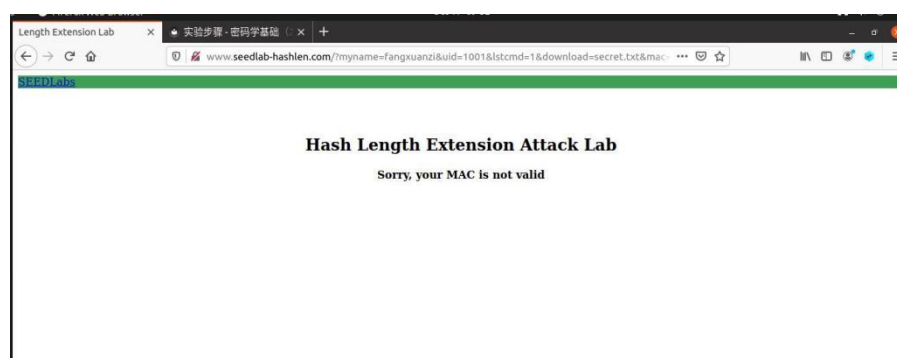 Length Extension Lab × 实验步骤 - 密码学基础 × +
www.seedlab-hashlen.com/?myname=fangxuanzi&uid=1001&lstcmd=1&download=secret.txt&mac
SEEDLabs
Hash Length Extension Attack Lab
Sorry, your MAC is not valid